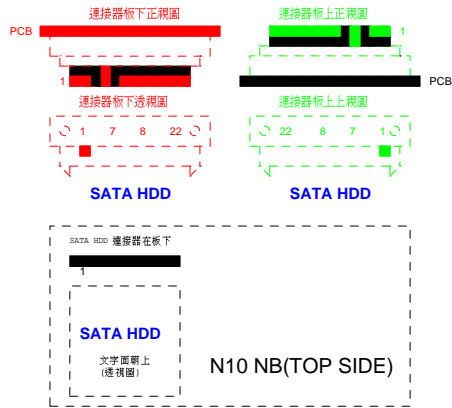 連接器板下正視圖
PCB
1
連接器板下透視圖
1 7 8 22
SATA HDD
連接器板上正視圖
1
PCB
連接器板上上視圖
22 8 7 1
SATA HDD
SATA HDD 連接器在板下
1
SATA HDD
文字面朝上
(透視圖)
N10 NB(TOP SIDE)